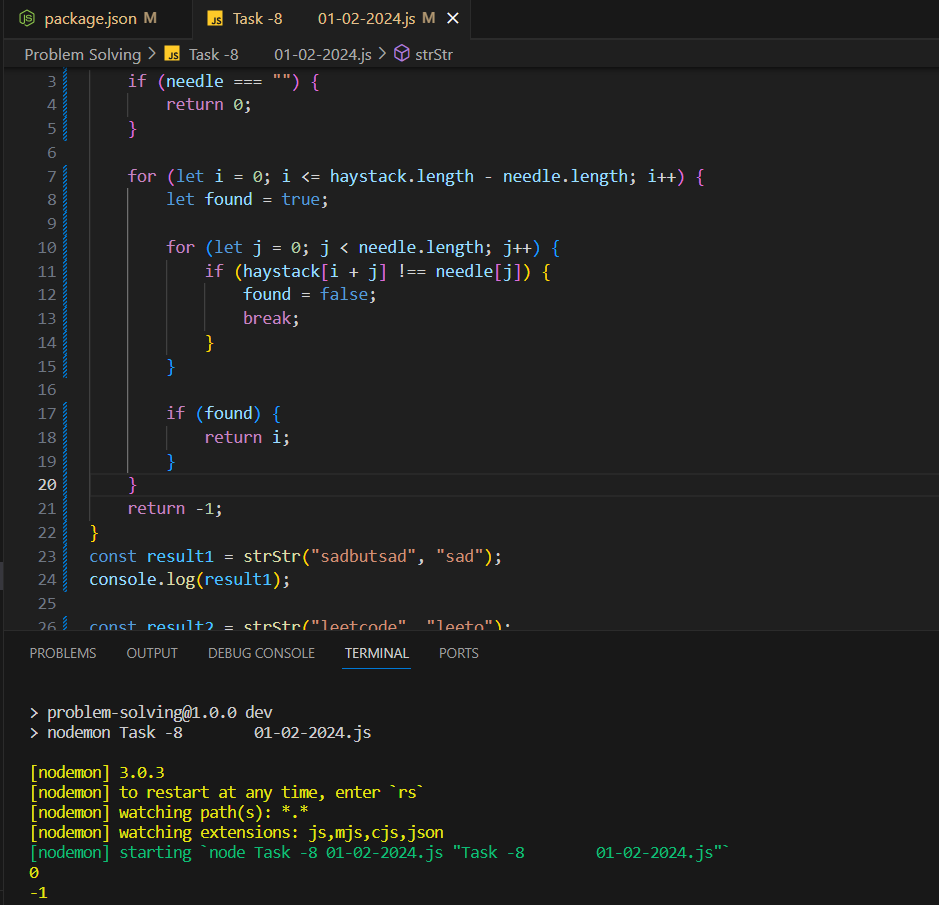 package.json M
JS Task -8 01-02-2024.js M
Problem Solving > JS Task -8 01-02-2024.js > strStr
3 if (needle === "") {
4 return 0;
5 }
6
7 for (let i = 0; i <= haystack.length - needle.length; i++) {
8 let found = true;
9
10 for (let j = 0; j < needle.length; j++) {
11 if (haystack[i + j] !== needle[j]) {
12 found = false;
13 break;
14 }
15 }
16
17 if (found) {
18 return i;
19 }
20 }
21 return -1;
22 }
23 const result1 = strStr("sadbutsad", "sad");
24 console.log(result1);
25
26 const result2 = strStr("leetcode", "leeto");
PROBLEMS OUTPUT DEBUG CONSOLE TERMINAL PORTS
> problem-solving@1.0.0 dev
> nodemon Task -8 01-02-2024.js
[nodemon] 3.0.3
[nodemon] to restart at any time, enter `rs`
[nodemon] watching path(s): *.*
[nodemon] watching extensions: js,mjs,cjs,json
[nodemon] starting `node Task -8 01-02-2024.js "Task -8 01-02-2024.js"`
0
-1